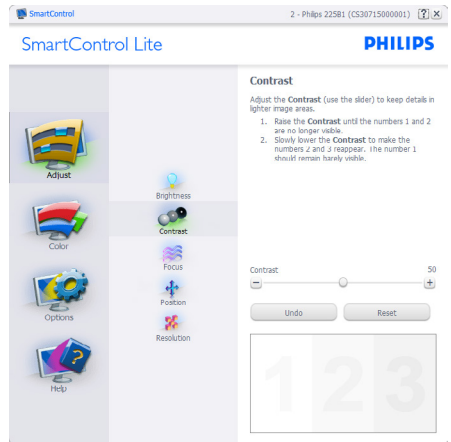 SmartControl
2 - Philips 225B1 (CS30715000001)
SmartControl Lite
PHILIPS
Adjust
Color
Options
Help
Brightness
Contrast
Focus
Position
Resolution
Contrast
Adjust the Contrast (use the slider) to keep details in
lighter image areas.
1. Raise the Contrast until the numbers 1 and 2
are no longer visible.
2. Slowly lower the Contrast to make the
numbers 2 and 3 reappear. The number 1
should remain barely visible.
Contrast 50
Undo
Reset
1 2 3